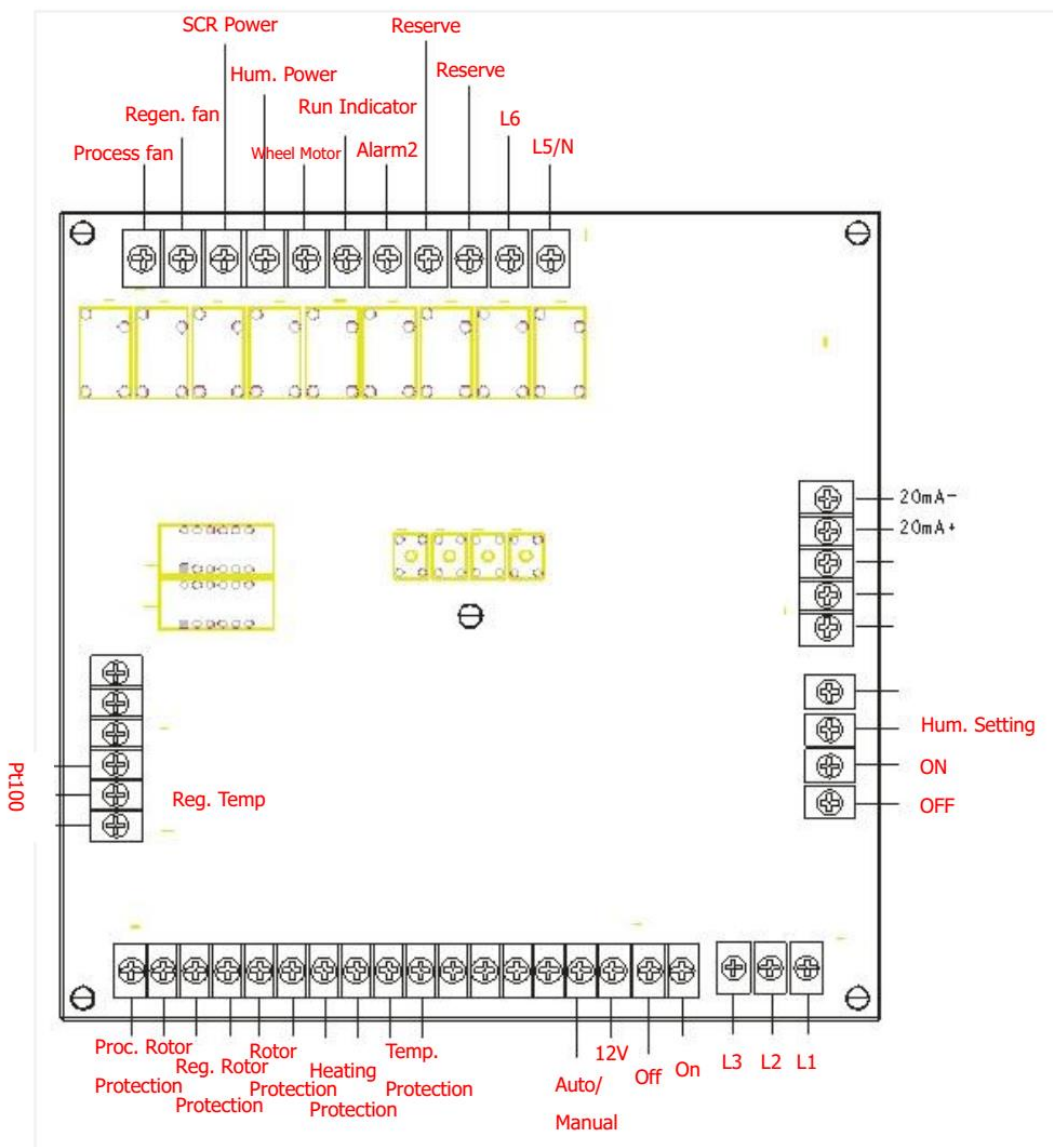 SCR Power
Reserve
Hum. Power
Reserve
Regen. fan
Run Indicator
L6
Process fan
Wheel Motor
Alarm2
L5/N
20mA-
20mA+
Hum. Setting
ON
OFF
Pt100
Reg. Temp
Proc. Rotor
Protection
Reg. Rotor
Protection
Rotor
Protection
Heating
Protection
Temp.
Protection
Auto/
Manual
12V
Off
On
L3
L2
L1